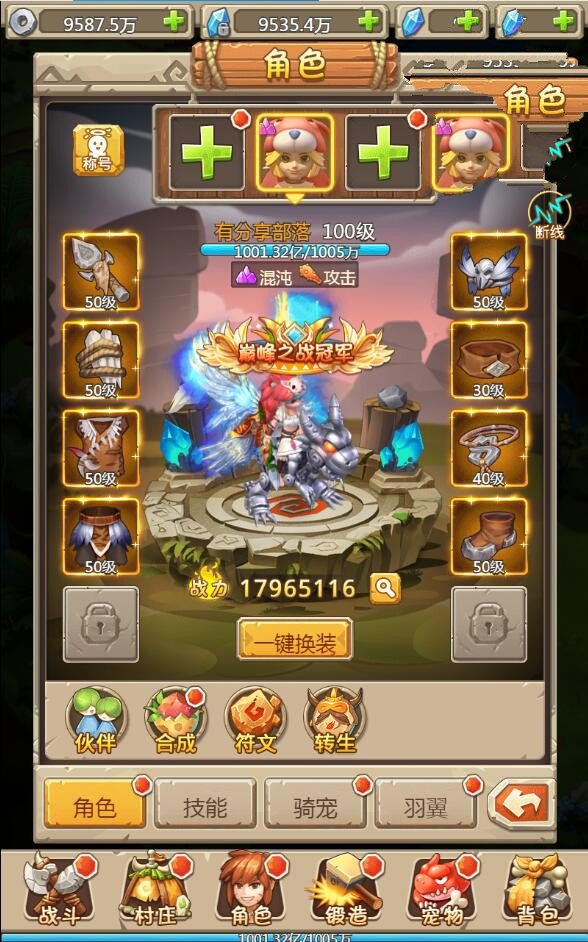 9587.5万
9535.4万
角色
角色
称号
断线
有分享部落 100级
1001.32亿/1005万
混沌 攻击
巅峰之战冠军
50级
50级
50级
30级
50级
40级
50级
50级
战力 17965116
一键换装
伙伴 合成 符文 转生
角色 技能 骑宠 羽翼
战斗 村庄 角色 锻造 宠物 背包
1001.32亿/1005万